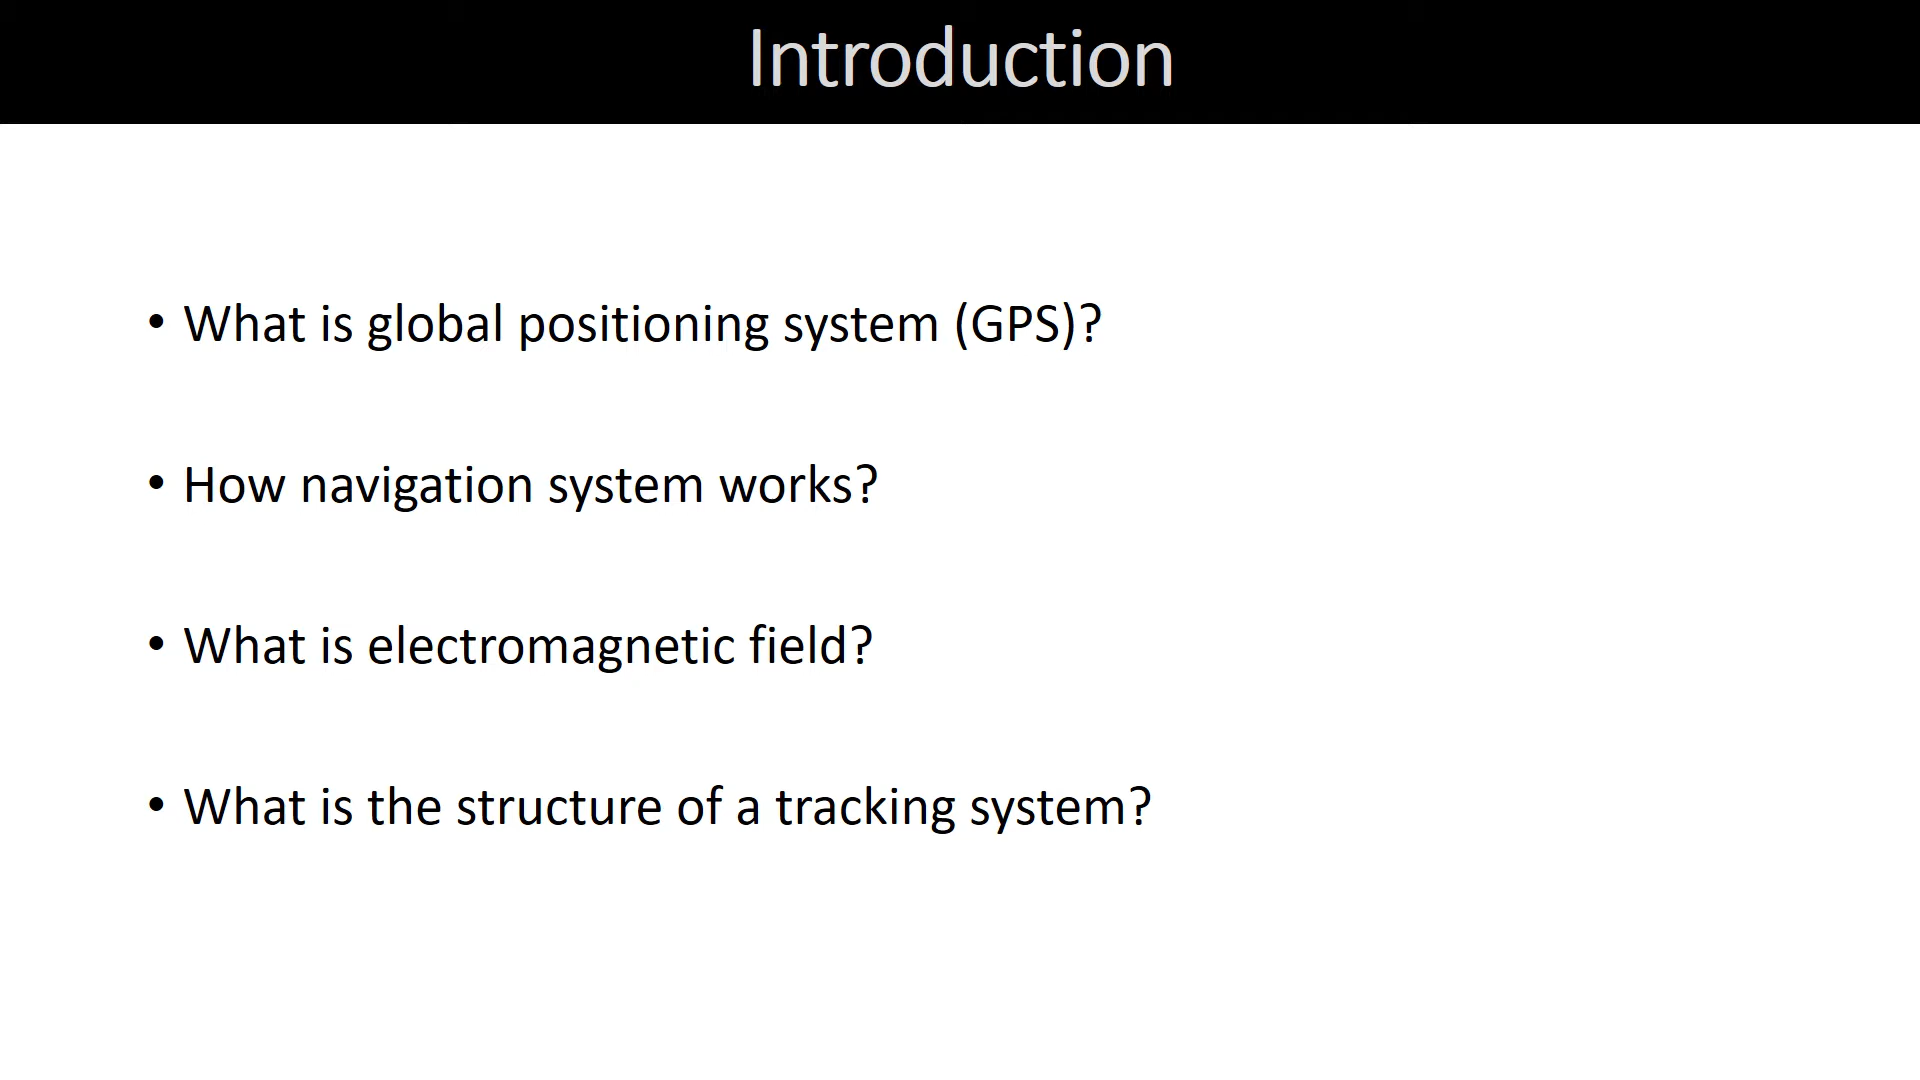 Introduction
• What is global positioning system (GPS)?
• How navigation system works?
• What is electromagnetic field?
• What is the structure of a tracking system?